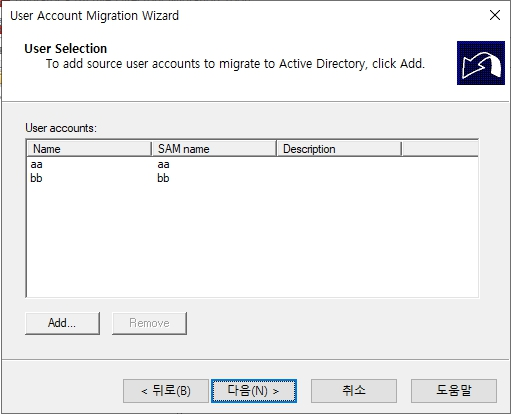 User Account Migration Wizard
User Selection
To add source user accounts to migrate to Active Directory, click Add.
User accounts:
Name SAM name Description
aa aa
bb bb
Add... Remove
< 뒤로(B) 다음(N) > 취소 도움말